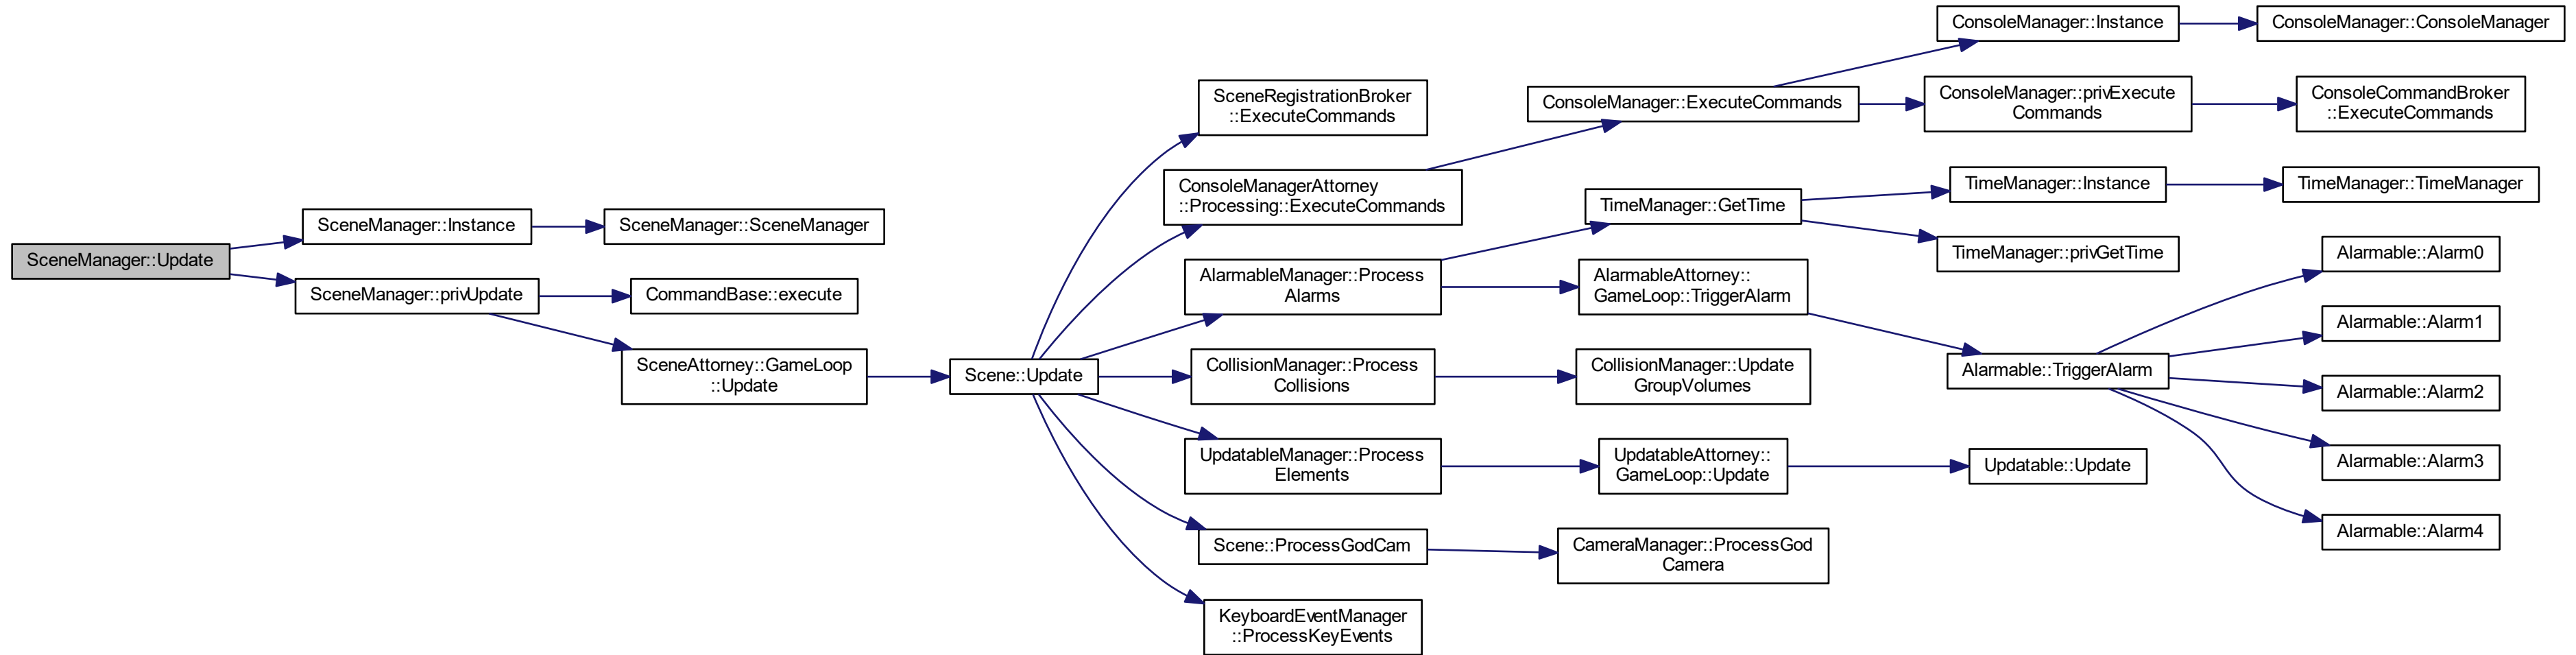 SceneManager::Update
SceneManager::Instance
SceneManager::SceneManager
SceneManager::privUpdate
CommandBase::execute
SceneAttorney::GameLoop
::Update
Scene::Update
SceneRegistrationBroker
::ExecuteCommands
ConsoleManagerAttorney
::Processing::ExecuteCommands
ConsoleManager::ExecuteCommands
ConsoleManager::Instance
ConsoleManager::ConsoleManager
ConsoleManager::privExecute
Commands
ConsoleCommandBroker
::ExecuteCommands
AlarmableManager::Process
Alarms
TimeManager::GetTime
TimeManager::Instance
TimeManager::TimeManager
TimeManager::privGetTime
AlarmableAttorney::
GameLoop::TriggerAlarm
Alarmable::TriggerAlarm
Alarmable::Alarm0
Alarmable::Alarm1
Alarmable::Alarm2
Alarmable::Alarm3
Alarmable::Alarm4
CollisionManager::Process
Collisions
CollisionManager::Update
GroupVolumes
UpdatableManager::Process
Elements
UpdatableAttorney::
GameLoop::Update
Updatable::Update
Scene::ProcessGodCam
CameraManager::ProcessGod
Camera
KeyboardEventManager
::ProcessKeyEvents